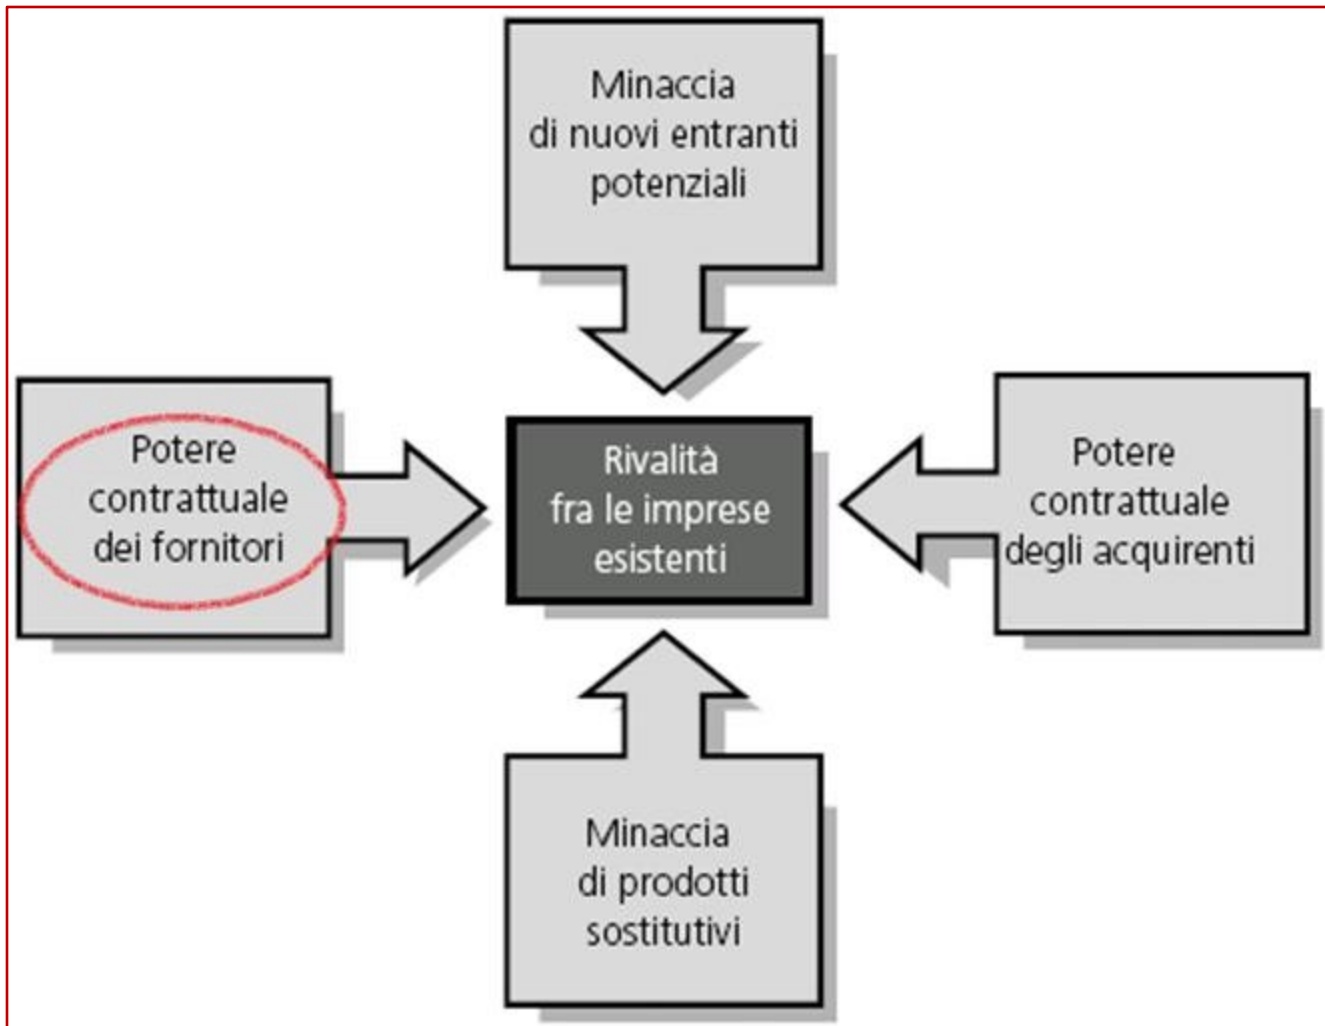 Minaccia
di nuovi entranti
potenziali
Potere
contrattuale
dei fornitori
Rivalità
fra le imprese
esistenti
Potere
contrattuale
degli acquirenti
Minaccia
di prodotti
sostitutivi